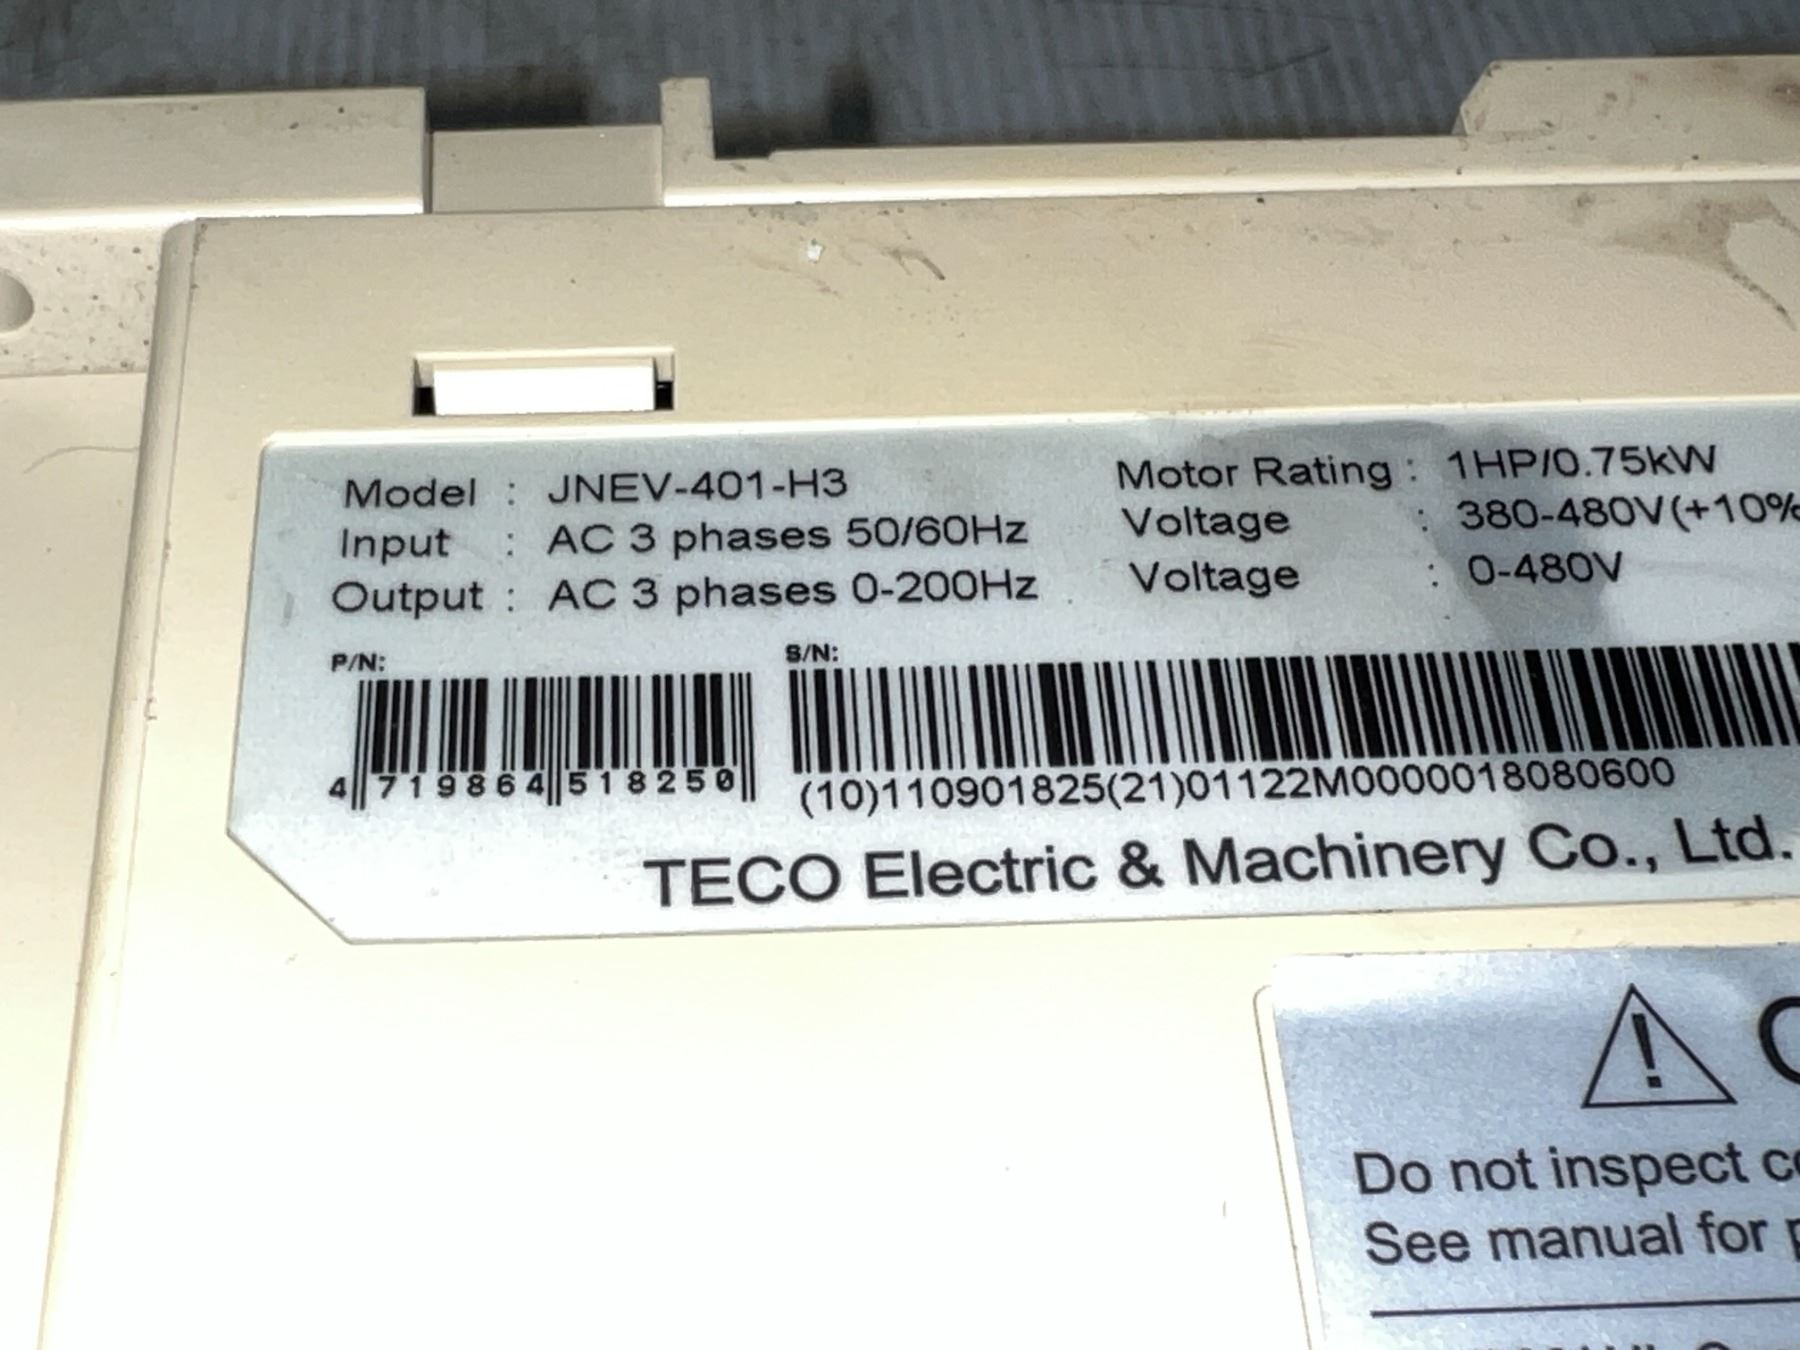 Model : JNEV-401-H3 Motor Rating : 1HP/0.75kW
Input : AC 3 phases 50/60Hz Voltage : 380-480V(+10%
Output : AC 3 phases 0-200Hz Voltage : 0-480V
P/N: S/N:
4 719864 518250 (10)110901825(21)01122M0000018080600
TECO Electric & Machinery Co., Ltd.
Do not inspect
See manual for